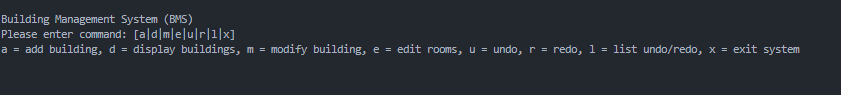 Building Management System (BMS)
Please enter command: [a|d|m|e|u|r|l|x]
a = add building, d = display buildings, m = modify building, e = edit rooms, u = undo, r = redo, l = list undo/redo, x = exit system